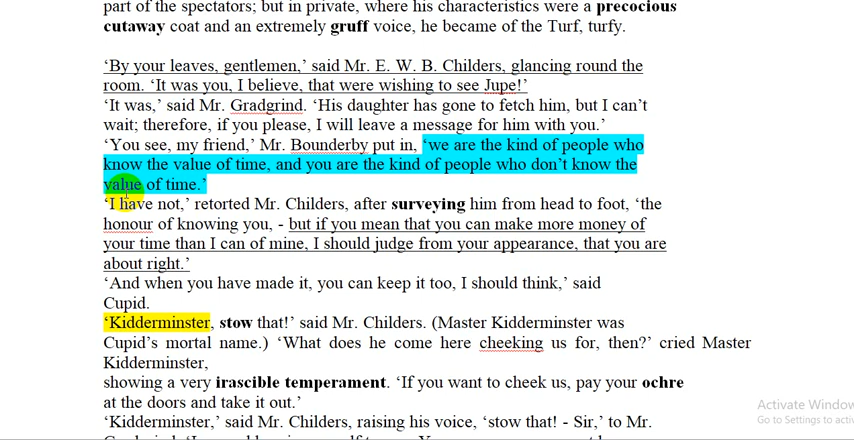 part of the spectators; but in private, where his characteristics were a precocious
cutaway coat and an extremely gruff voice, he became of the Turf, turfy.
‘By your leaves, gentlemen,’ said Mr. E. W. B. Childers, glancing round the
room. ‘It was you, I believe, that were wishing to see Jupe!’
‘It was,’ said Mr. Gradgrind. ‘His daughter has gone to fetch him, but I can’t
wait; therefore, if you please, I will leave a message for him with you.’
‘You see, my friend,’ Mr. Bounderby put in, ‘we are the kind of people who
know the value of time, and you are the kind of people who don’t know the
value of time.’
‘I have not,’ retorted Mr. Childers, after surveying him from head to foot, ‘the
honour of knowing you, - but if you mean that you can make more money of
your time than I can of mine, I should judge from your appearance, that you are
about right.’
‘And when you have made it, you can keep it too, I should think,’ said
Cupid.
‘Kidderminster, stow that!’ said Mr. Childers. (Master Kidderminster was
Cupid’s mortal name.) ‘What does he come here cheeking us for, then?’ cried Master
Kidderminster,
showing a very irascible temperament. ‘If you want to cheek us, pay your ochre
at the doors and take it out.’
‘Kidderminster,’ said Mr. Childers, raising his voice, ‘stow that! - Sir,’ to Mr.
Activate Window
Go to Settings to activ